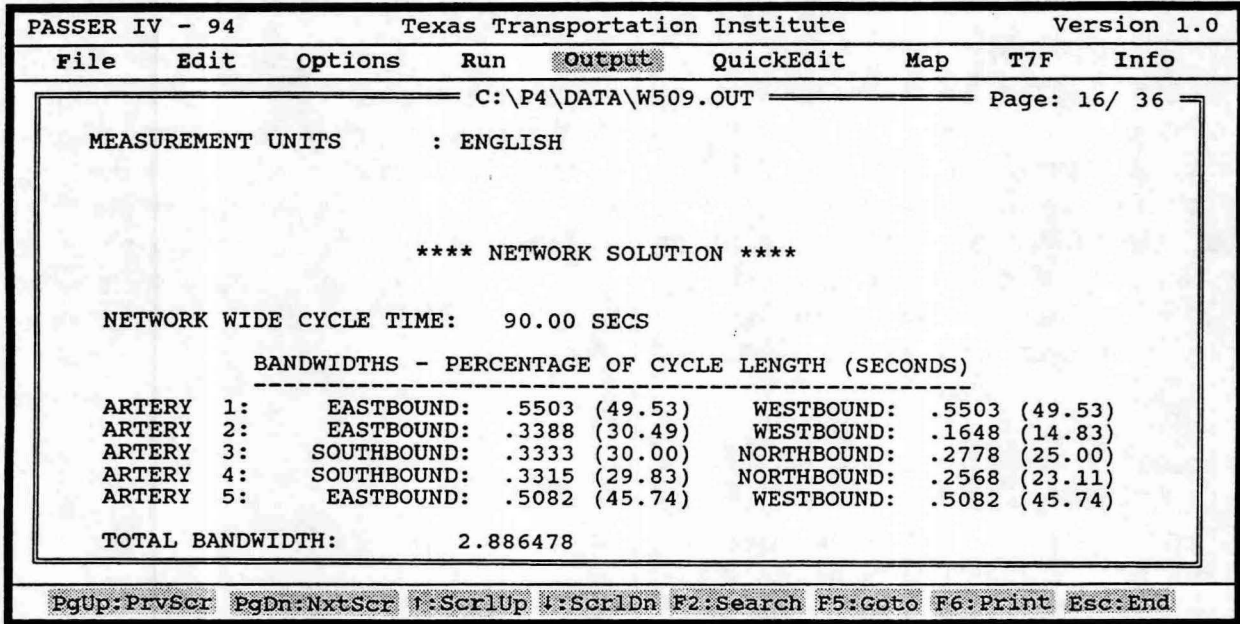 PASSER IV - 94 Texas Transportation Institute Version 1.0
File Edit Options Run Output QuickEdit Map T7F Info
C:\P4\DATA\W509.OUT Page: 16/ 36
MEASUREMENT UNITS : ENGLISH
**** NETWORK SOLUTION ****
NETWORK WIDE CYCLE TIME: 90.00 SECS
BANDWIDTHS - PERCENTAGE OF CYCLE LENGTH (SECONDS)
ARTERY 1: EASTBOUND: .5503 (49.53) WESTBOUND: .5503 (49.53)
ARTERY 2: EASTBOUND: .3388 (30.49) WESTBOUND: .1648 (14.83)
ARTERY 3: SOUTHBOUND: .3333 (30.00) NORTHBOUND: .2778 (25.00)
ARTERY 4: SOUTHBOUND: .3315 (29.83) NORTHBOUND: .2568 (23.11)
ARTERY 5: EASTBOUND: .5082 (45.74) WESTBOUND: .5082 (45.74)
TOTAL BANDWIDTH: 2.886478
PgUp:PrvScr PgDn:NxtScr ↑:ScrlUp ↓:ScrlDn F2:Search F5:Goto F6:Print Esc:End